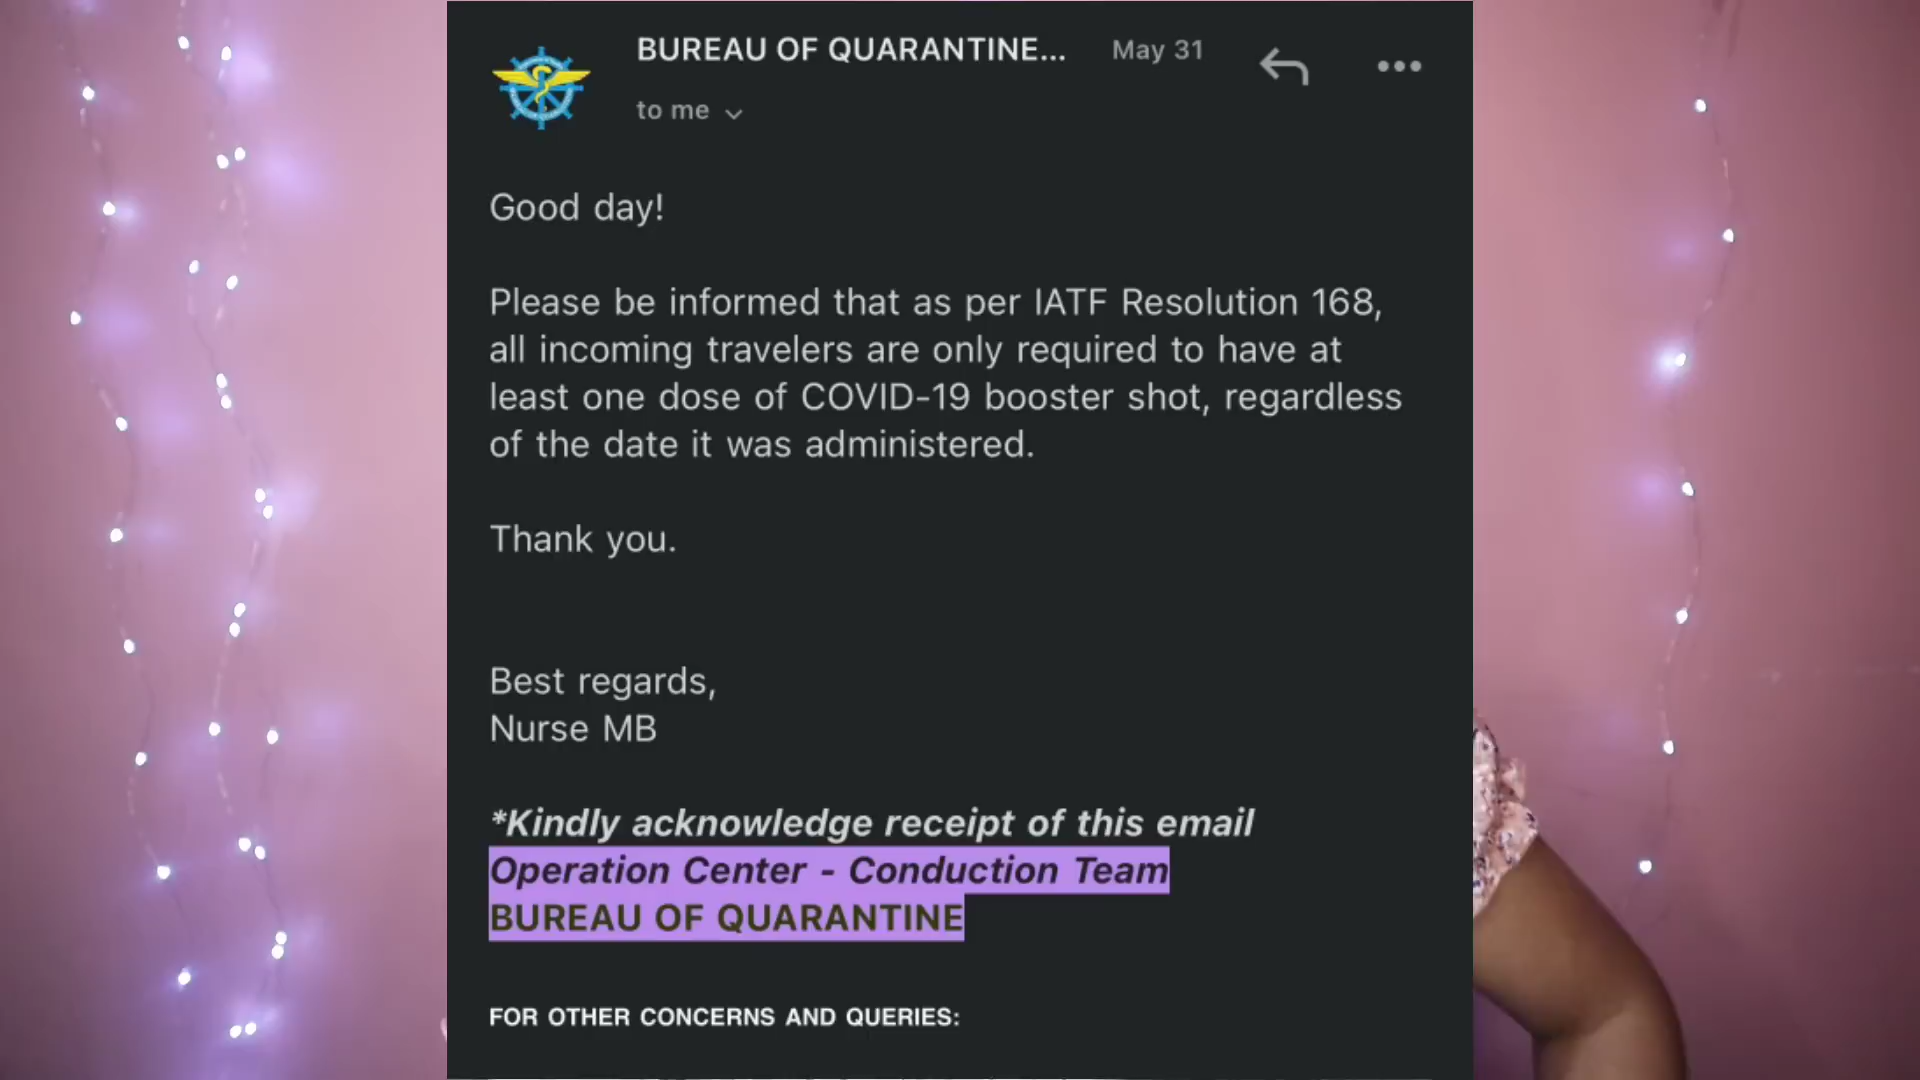 BUREAU OF QUARANTINE... May 31
to me
Good day!
Please be informed that as per IATF Resolution 168,
all incoming travelers are only required to have at
least one dose of COVID-19 booster shot, regardless
of the date it was administered.
Thank you.
Best regards,
Nurse MB
*Kindly acknowledge receipt of this email
Operation Center - Conduction Team
BUREAU OF QUARANTINE
FOR OTHER CONCERNS AND QUERIES: